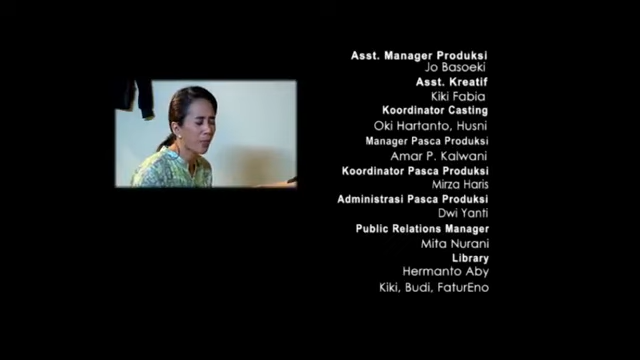 Asst. Manager Produksi
Jo Basoeki
Asst. Kreatif
Kiki Fabia
Koordinator Casting
Oki Hartanto, Husni
Manager Pasca Produksi
Amar P. Kalwani
Koordinator Pasca Produksi
Mirza Haris
Administrasi Pasca Produksi
Dwi Yanti
Public Relations Manager
Mita Nurani
Library
Hermanto Aby
Kiki, Budi, FaturEno